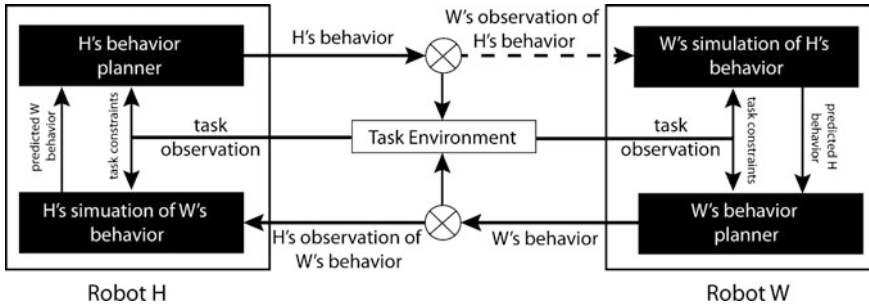 H's behavior
planner
H's behavior
W's observation of
H's behavior
W's simulation of H's
behavior
predicted W
behavior
task constraints
task
observation
Task Environment
task
observation
task constraints
predicted H
behavior
H's simuation of W's
behavior
H's observation of
W's behavior
W's behavior
W's behavior
planner
Robot H
Robot W